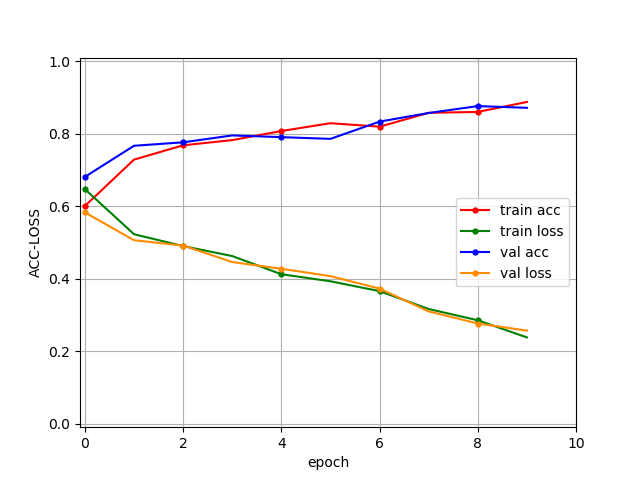 1.0
0.8
0.6
0.4
0.2
0.0
ACC-LOSS
train acc
train loss
val acc
val loss
0 2 4 6 8 10
epoch